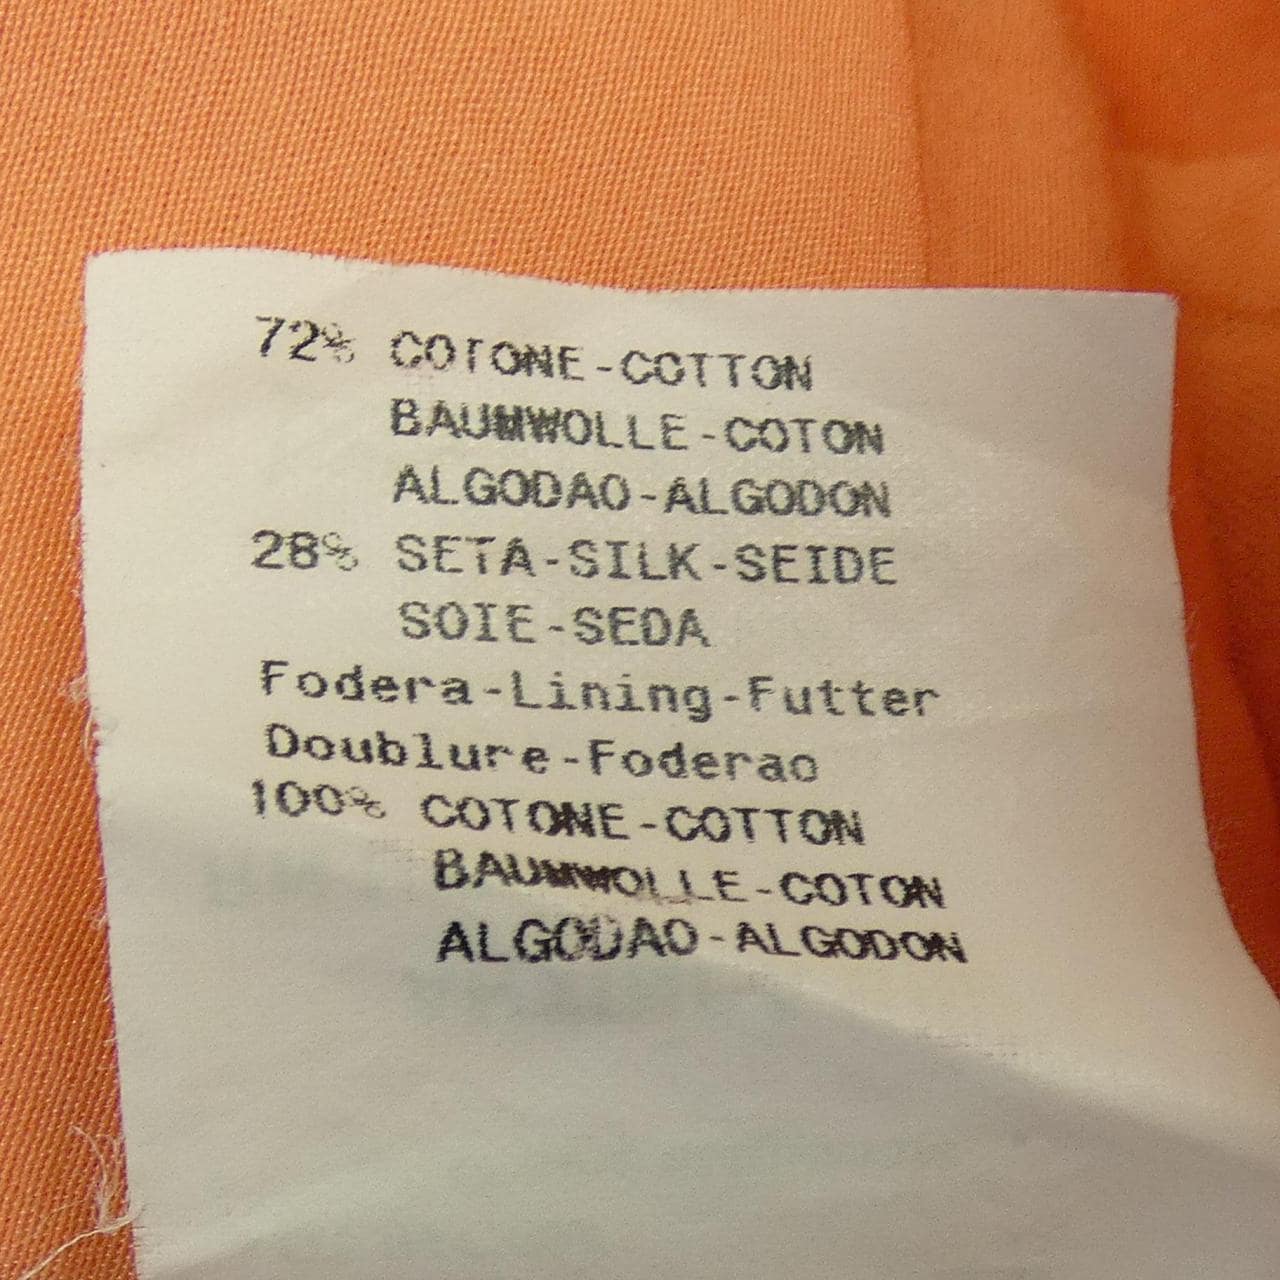 72% COTONE-COTTON
BAUMWOLLE-COTON
ALGODAO-ALGODON
28% SETA-SILK-SEIDE
SOIE-SEDA
Fodera-Lining-Futter
Doublure-Foderao
100% COTONE-COTTON
BAUMWOLLE-COTON
ALGODAO-ALGODON